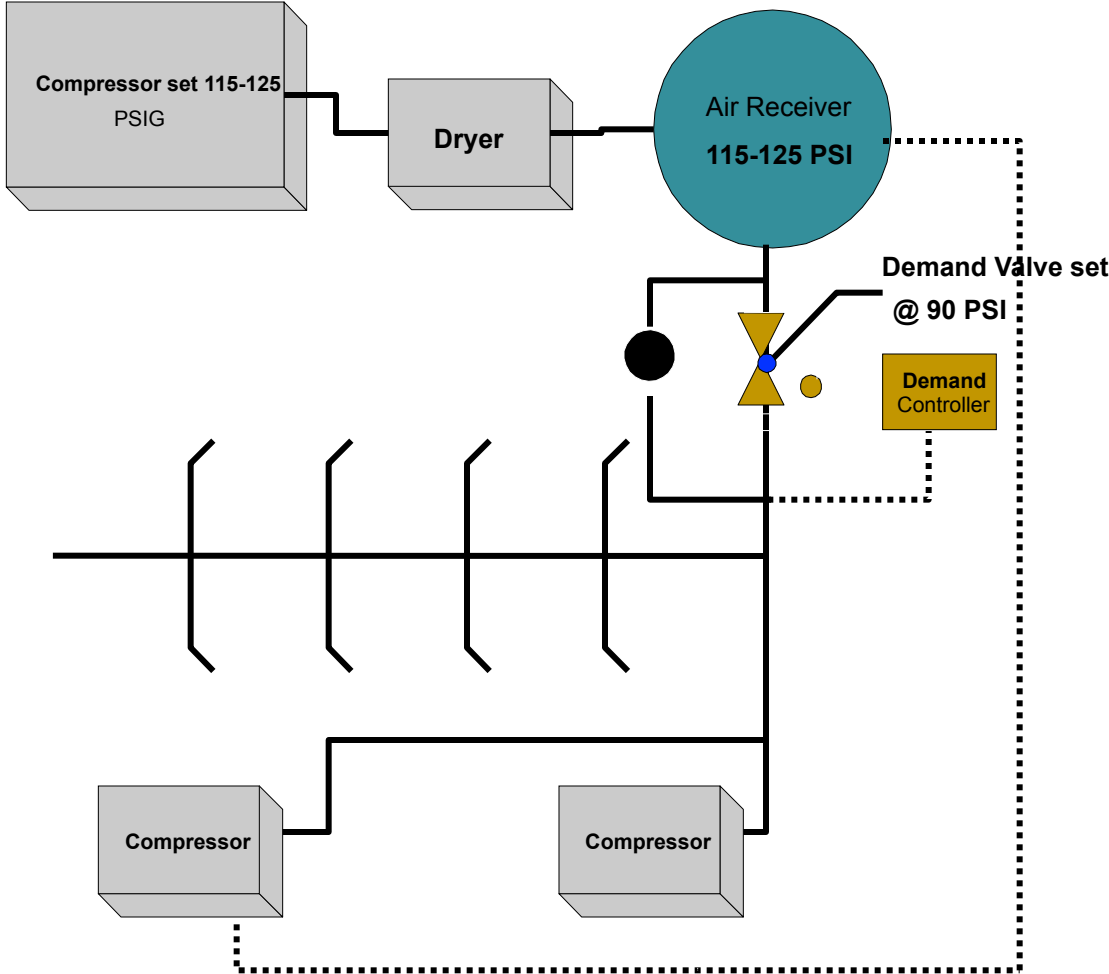 Compressor set 115-125
PSIG
Dryer
Air Receiver
115-125 PSI
Demand Valve set
@ 90 PSI
Demand
Controller
Compressor
Compressor